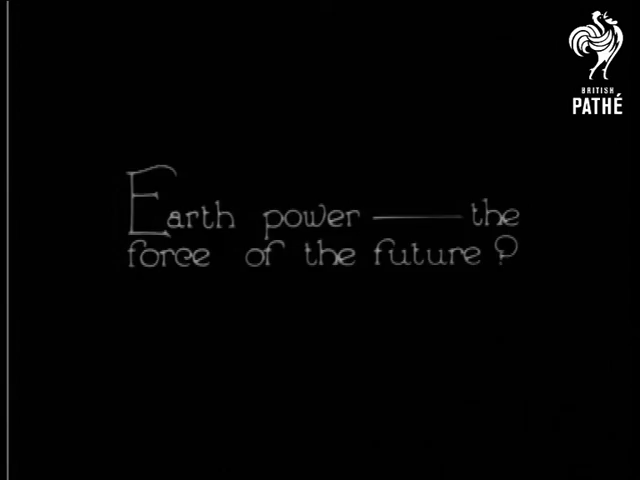 BRITISH
PATHÉ
Earth power — the
force of the future?